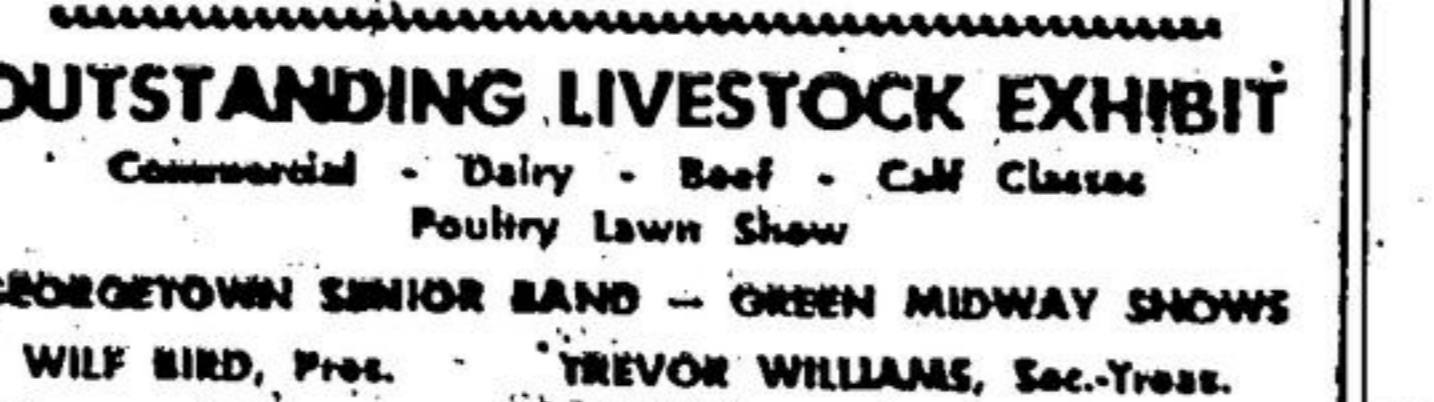 OUTSTANDING LIVESTOCK EXHIBIT
Commercial - Dairy - Beef - Calf Classes
Poultry Lawn Show
GEORGETOWN SENIOR BAND — GREEN MIDWAY SHOWS
WILF BIRD, Pres. - TREVOR WILLIAMS, Sec.-Treas.